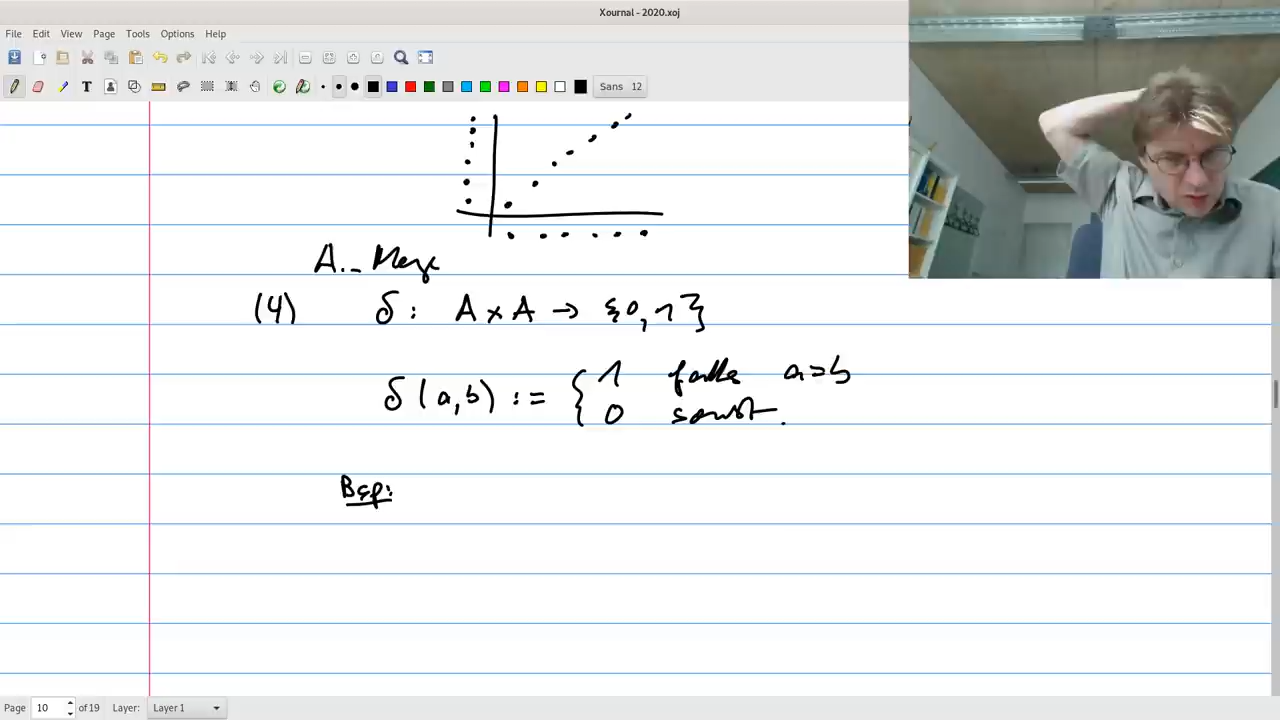 Xournal - 2020.xoj
File Edit View Page Tools Options Help
Sans 12
A.. Menge
(4) δ: A × A → {0,1}
δ(a,b) := { 1 falls a=b
0 sonst.
Bsp:
Page 10 of 19 Layer: Layer 1